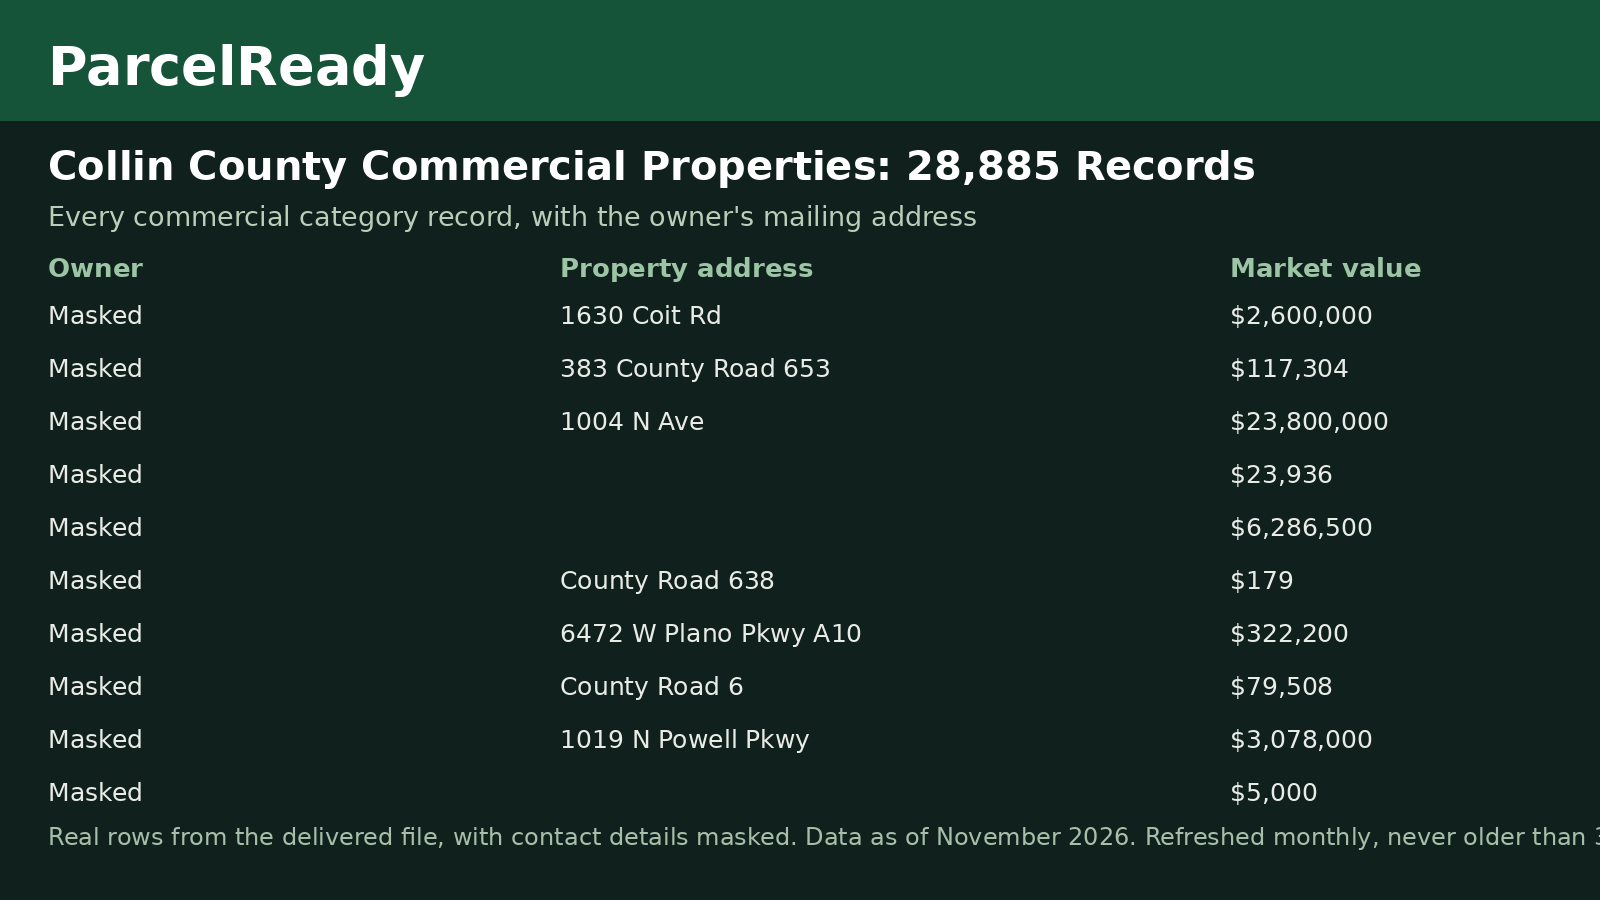 ParcelReady
Collin County Commercial Properties: 28,885 Records
Every commercial category record, with the owner's mailing address
Owner Property address Market value
Masked 1630 Coit Rd $2,600,000
Masked 383 County Road 653 $117,304
Masked 1004 N Ave $23,800,000
Masked $23,936
Masked $6,286,500
Masked County Road 638 $179
Masked 6472 W Plano Pkwy A10 $322,200
Masked County Road 6 $79,508
Masked 1019 N Powell Pkwy $3,078,000
Masked $5,000
Real rows from the delivered file, with contact details masked. Data as of November 2026. Refreshed monthly, never older than